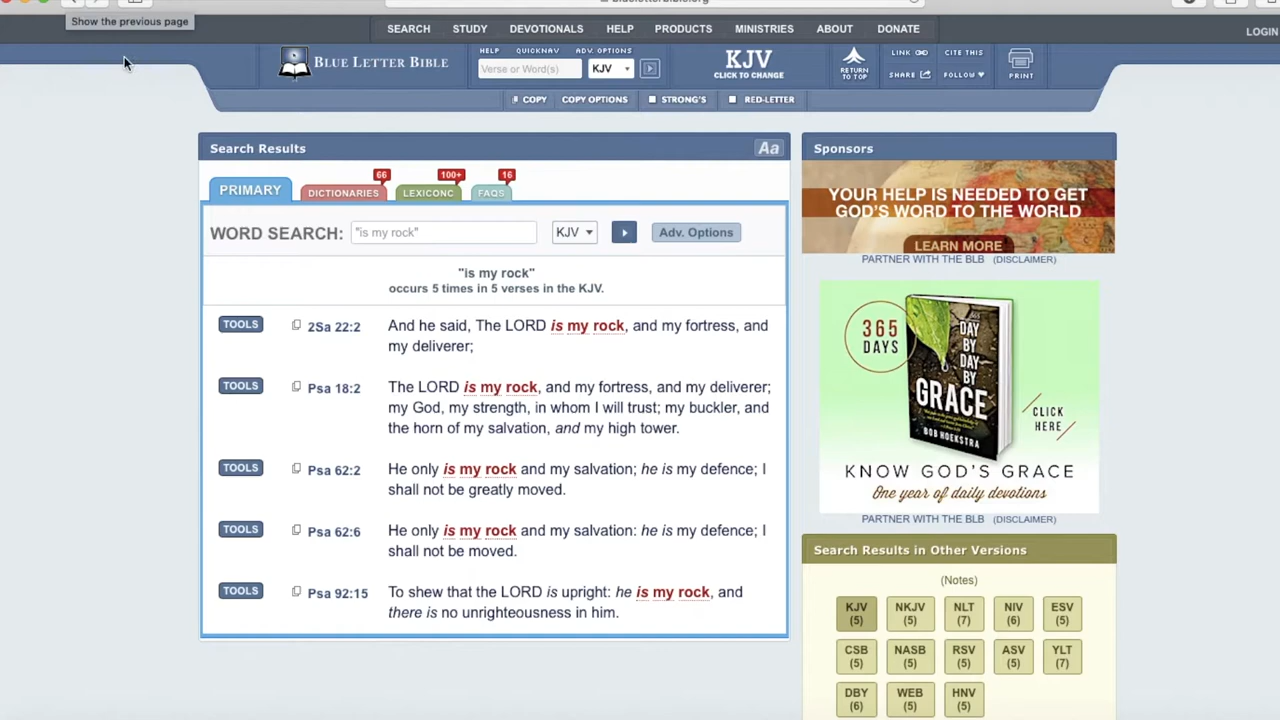 Show the previous page
SEARCH STUDY DEVOTIONALS HELP PRODUCTS MINISTRIES ABOUT DONATE
LOGIN
BLUE LETTER BIBLE
HELP QUICKNAV ADV. OPTIONS
Verse or Word(s) KJV
KJV
CLICK TO CHANGE
RETURN
TO TOP
LINK CITE THIS
SHARE FOLLOW
PRINT
COPY COPY OPTIONS STRONG'S RED-LETTER
Search Results Aa
66 100+ 16
PRIMARY DICTIONARIES LEXICONC FAQS
WORD SEARCH: "is my rock" KJV Adv. Options
"is my rock"
occurs 5 times in 5 verses in the KJV.
TOOLS 2Sa 22:2 And he said, The LORD is my rock, and my fortress, and
my deliverer;
TOOLS Psa 18:2 The LORD is my rock, and my fortress, and my deliverer;
my God, my strength, in whom I will trust; my buckler, and
the horn of my salvation, and my high tower.
TOOLS Psa 62:2 He only is my rock and my salvation; he is my defence; I
shall not be greatly moved.
TOOLS Psa 62:6 He only is my rock and my salvation: he is my defence; I
shall not be moved.
TOOLS Psa 92:15 To shew that the LORD is upright: he is my rock, and
there is no unrighteousness in him.
Sponsors
YOUR HELP IS NEEDED TO GET
GOD'S WORD TO THE WORLD
LEARN MORE
PARTNER WITH THE BLB (DISCLAIMER)
365
DAYS
DAY
BY
DAY
BY
GRACE
BOB HOEKSTRA
CLICK
HERE
KNOW GOD'S GRACE
One year of daily devotions
PARTNER WITH THE BLB (DISCLAIMER)
Search Results in Other Versions
(Notes)
KJV NKJV NLT NIV ESV
(5) (5) (7) (6) (5)
CSB NASB RSV ASV YLT
(5) (5) (5) (5) (7)
DBY WEB HNV
(6) (5) (5)